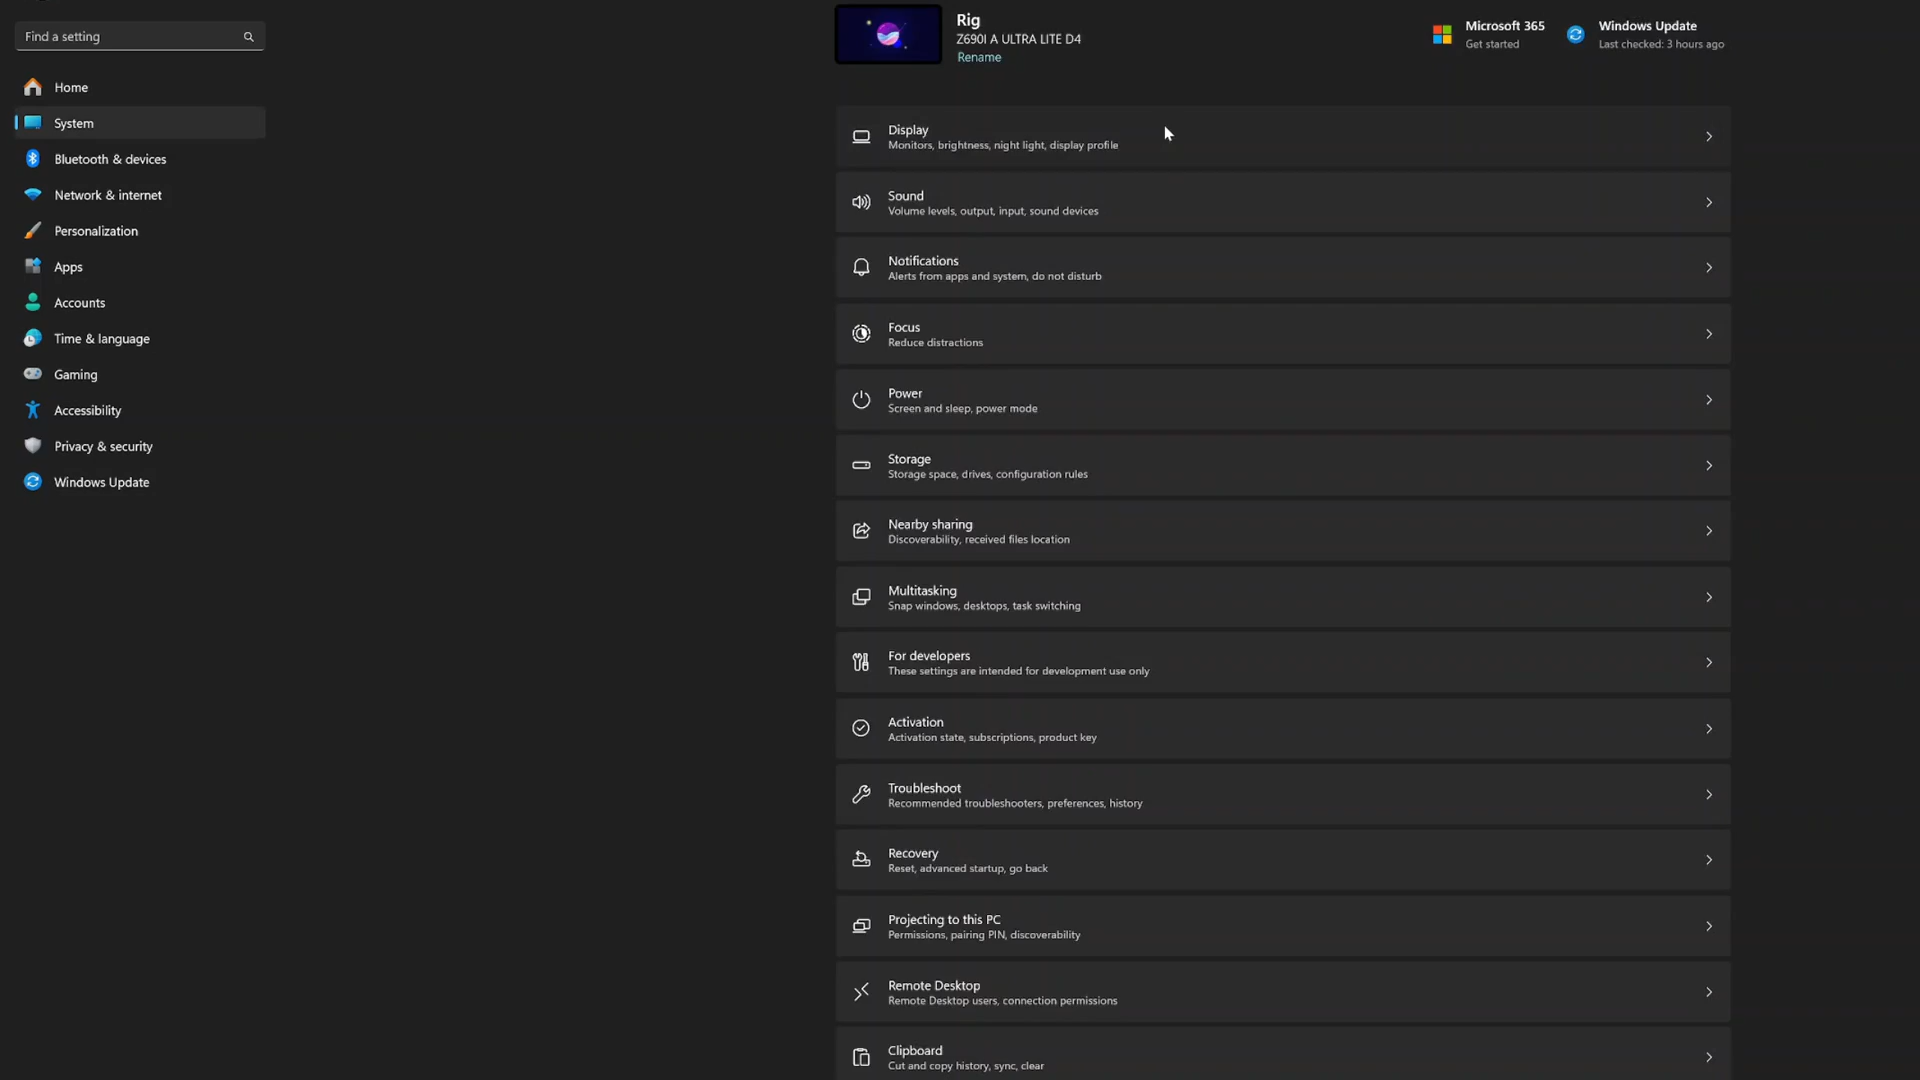 Find a setting
Home
System
Bluetooth & devices
Network & internet
Personalization
Apps
Accounts
Time & language
Gaming
Accessibility
Privacy & security
Windows Update
Rig
Z690I A ULTRA LITE D4
Rename
Microsoft 365
Get started
Windows Update
Last checked: 3 hours ago
Display
Monitors, brightness, night light, display profile
Sound
Volume levels, output, input, sound devices
Notifications
Alerts from apps and system, do not disturb
Focus
Reduce distractions
Power
Screen and sleep, power mode
Storage
Storage space, drives, configuration rules
Nearby sharing
Discoverability, received files location
Multitasking
Snap windows, desktops, task switching
For developers
These settings are intended for development use only
Activation
Activation state, subscriptions, product key
Troubleshoot
Recommended troubleshooters, preferences, history
Recovery
Reset, advanced startup, go back
Projecting to this PC
Permissions, pairing PIN, discoverability
Remote Desktop
Remote Desktop users, connection permissions
Clipboard
Cut and copy history, sync, clear